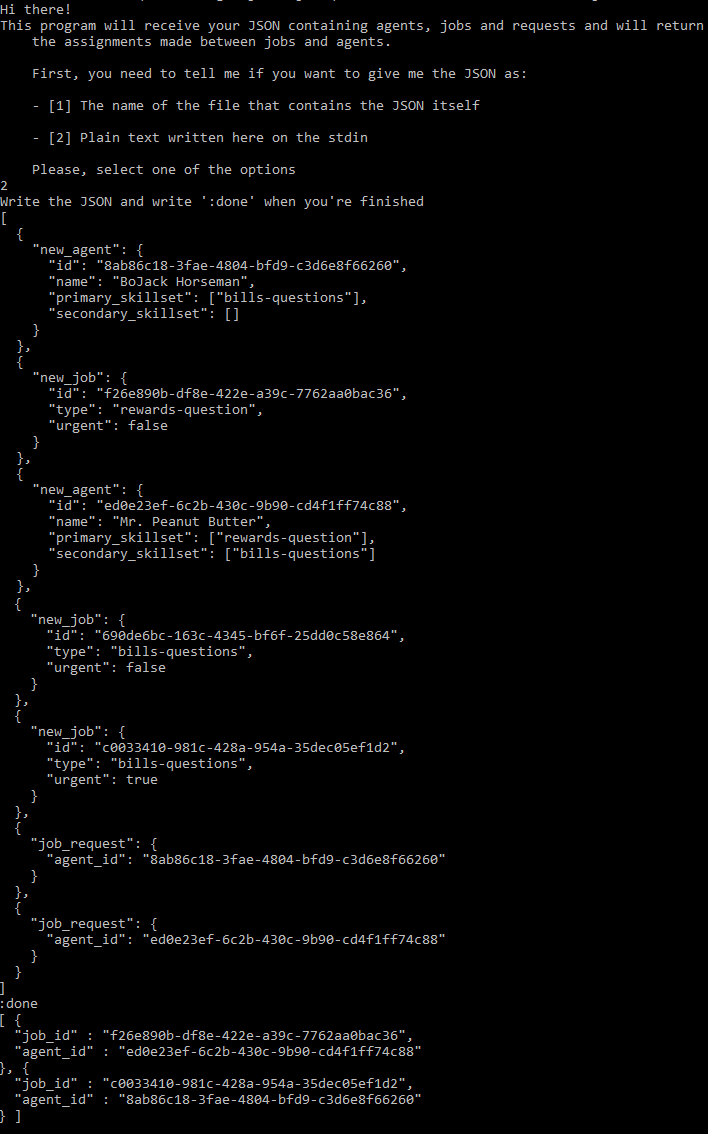 Hi there!
This program will receive your JSON containing agents, jobs and requests and will return
    the assignments made between jobs and agents.

    First, you need to tell me if you want to give me the JSON as:

    - [1] The name of the file that contains the JSON itself

    - [2] Plain text written here on the stdin

    Please, select one of the options
2
Write the JSON and write ':done' when you're finished
[
  {
    "new_agent": {
      "id": "8ab86c18-3fae-4804-bfd9-c3d6e8f66260",
      "name": "BoJack Horseman",
      "primary_skillset": ["bills-questions"],
      "secondary_skillset": []
    }
  },
  {
    "new_job": {
      "id": "f26e890b-df8e-422e-a39c-7762aa0bac36",
      "type": "rewards-question",
      "urgent": false
    }
  },
  {
    "new_agent": {
      "id": "ed0e23ef-6c2b-430c-9b90-cd4f1ff74c88",
      "name": "Mr. Peanut Butter",
      "primary_skillset": ["rewards-question"],
      "secondary_skillset": ["bills-questions"]
    }
  },
  {
    "new_job": {
      "id": "690de6bc-163c-4345-bf6f-25dd0c58e864",
      "type": "bills-questions",
      "urgent": false
    }
  },
  {
    "new_job": {
      "id": "c0033410-981c-428a-954a-35dec05ef1d2",
      "type": "bills-questions",
      "urgent": true
    }
  },
  {
    "job_request": {
      "agent_id": "8ab86c18-3fae-4804-bfd9-c3d6e8f66260"
    }
  },
  {
    "job_request": {
      "agent_id": "ed0e23ef-6c2b-430c-9b90-cd4f1ff74c88"
    }
  }
]
:done
[ {
  "job_id" : "f26e890b-df8e-422e-a39c-7762aa0bac36",
  "agent_id" : "ed0e23ef-6c2b-430c-9b90-cd4f1ff74c88"
}, {
  "job_id" : "c0033410-981c-428a-954a-35dec05ef1d2",
  "agent_id" : "8ab86c18-3fae-4804-bfd9-c3d6e8f66260"
} ]